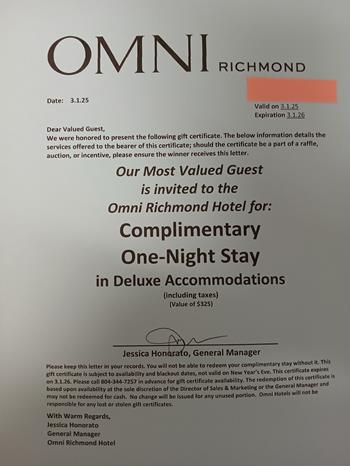 OMNI RICHMOND
Date: 3.1.25
Valid on 3.1.25
Expiration 3.1.26
Dear Valued Guest,
We were honored to present the following gift certificate. The below information details the
services offered to the bearer of this certificate; should the certificate be a part of a raffle,
auction, or incentive, please ensure the winner receives this letter.
Our Most Valued Guest
is invited to the
Omni Richmond Hotel for:
Complimentary
One-Night Stay
in Deluxe Accommodations
(including taxes)
(Value of $325)
Jessica Honorato, General Manager
Please keep this letter in your records. You will not be able to redeem your complimentary stay without it. This
gift certificate is subject to availability and blackout dates, not valid on New Year's Eve. This certificate expires
on 3.1.26. Please call 804-344-7257 in advance for gift certificate availability. The redemption of this certificate is
based upon availability at the sole discretion of the Director of Sales & Marketing or the General Manager and
may not be redeemed for cash. No change will be issued for any unused portion. Omni Hotels will not be
responsible for any lost or stolen gift certificates.
With Warm Regards,
Jessica Honorato
General Manager
Omni Richmond Hotel